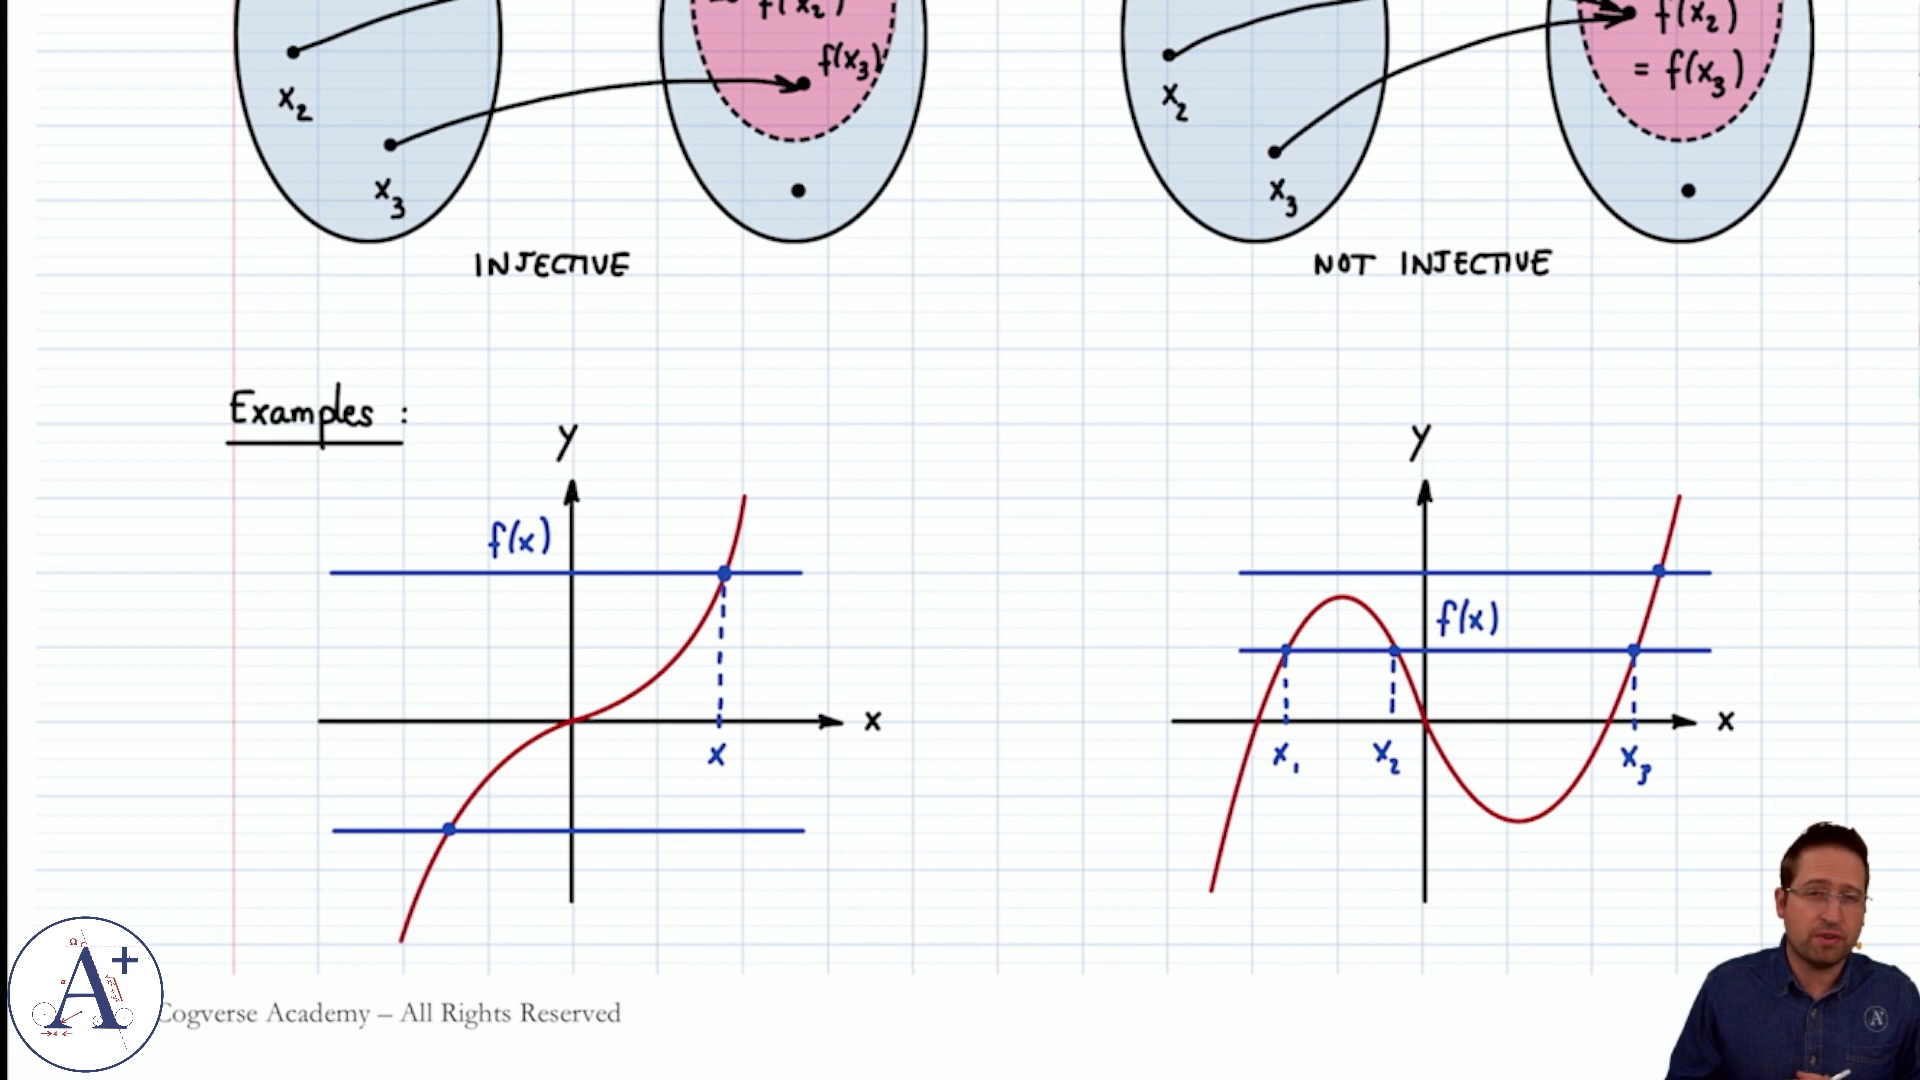 f(x₂)
f(x₃)
x₂
x₃
INJECTIVE
f(x₂)
= f(x₃)
x₂
x₃
NOT INJECTIVE
Examples :
y
f(x)
x
x
y
f(x)
x
x₁
x₂
x₃
A+
Cogverse Academy – All Rights Reserved